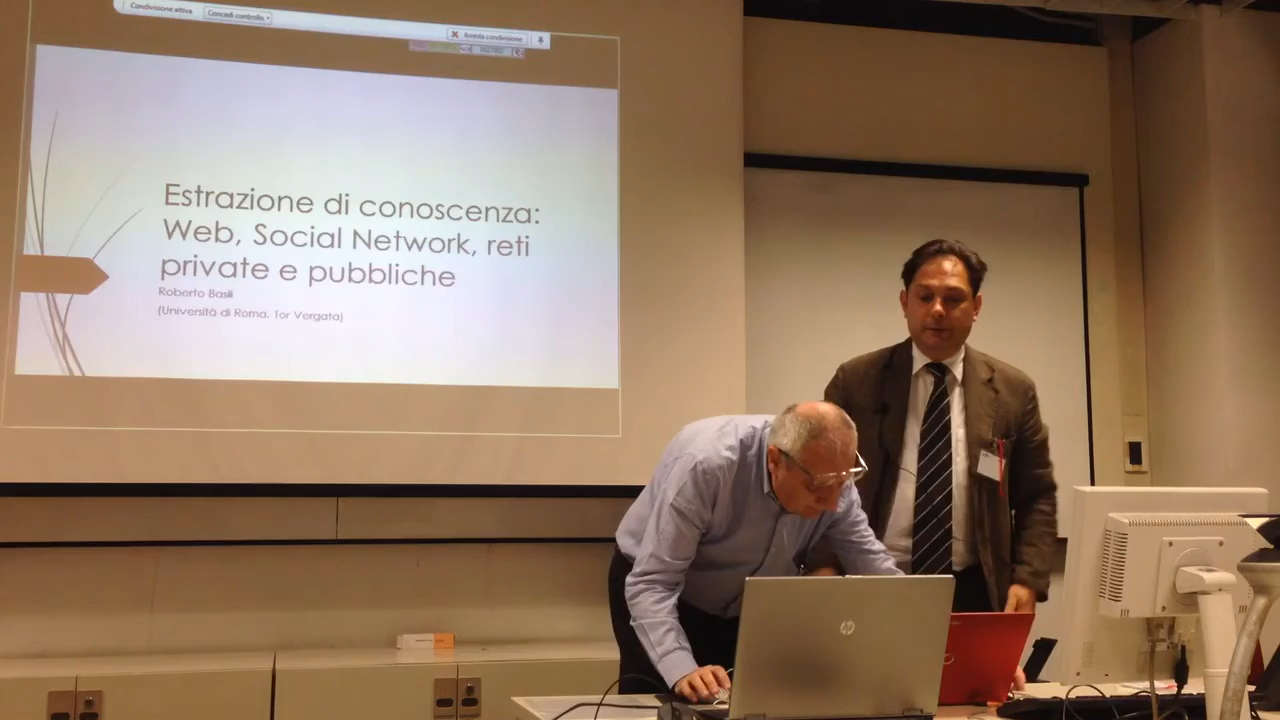 Condivisione attiva Concedi controllo
Annulla condivisione
Estrazione di conoscenza:
Web, Social Network, reti
private e pubbliche
Roberto Basili
(Università di Roma, Tor Vergata)
hp